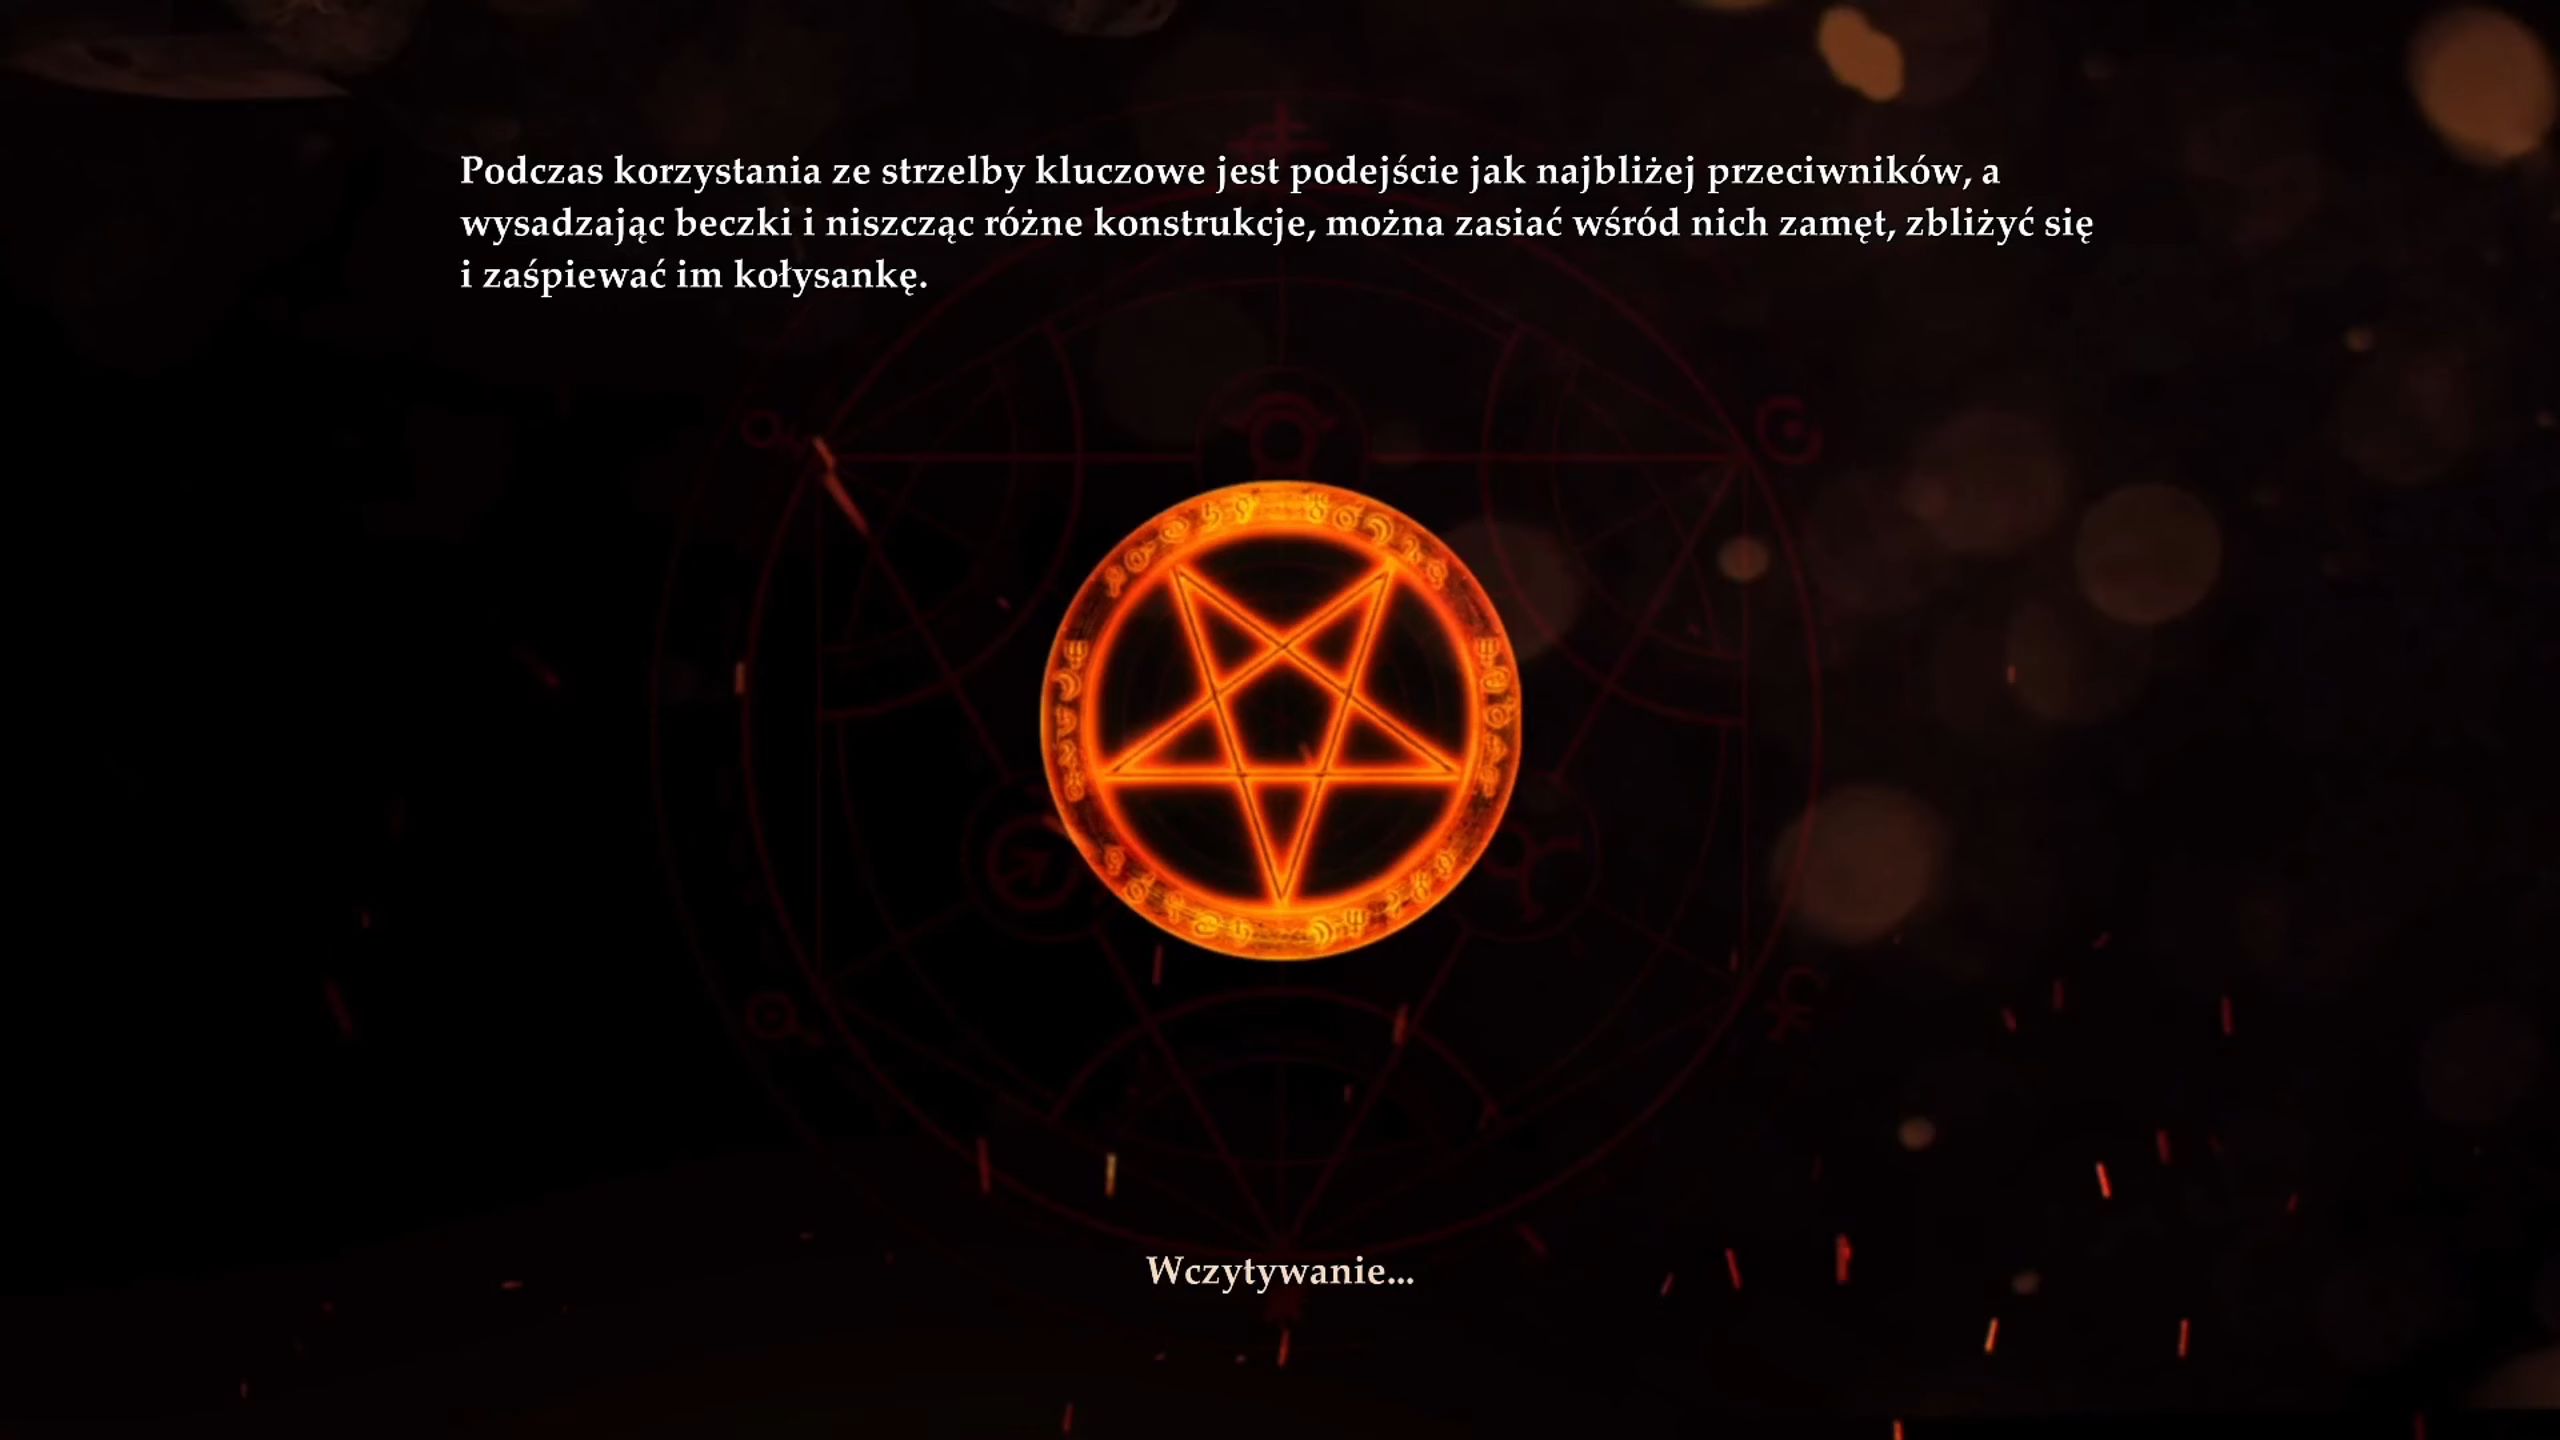 Podczas korzystania ze strzelby kluczowe jest podejście jak najbliżej przeciwników, a
wysadzając beczki i niszcząc różne konstrukcje, można zasiać wśród nich zamęt, zbliżyć się
i zaśpiewać im kołysankę.
Wczytywanie...